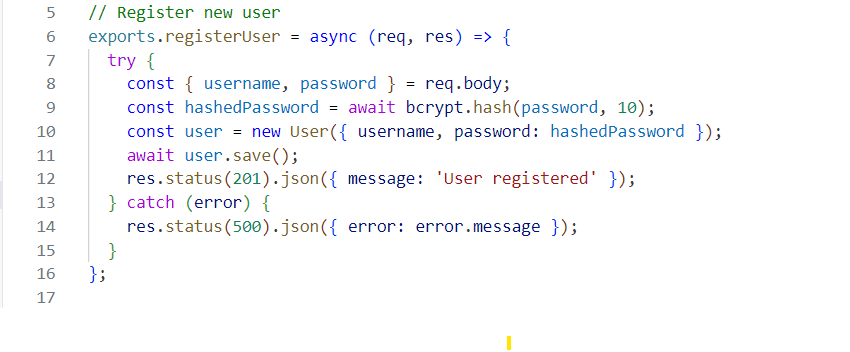 5 // Register new user
6 exports.registerUser = async (req, res) => {
7 try {
8 const { username, password } = req.body;
9 const hashedPassword = await bcrypt.hash(password, 10);
10 const user = new User({ username, password: hashedPassword });
11 await user.save();
12 res.status(201).json({ message: 'User registered' });
13 } catch (error) {
14 res.status(500).json({ error: error.message });
15 }
16 };
17